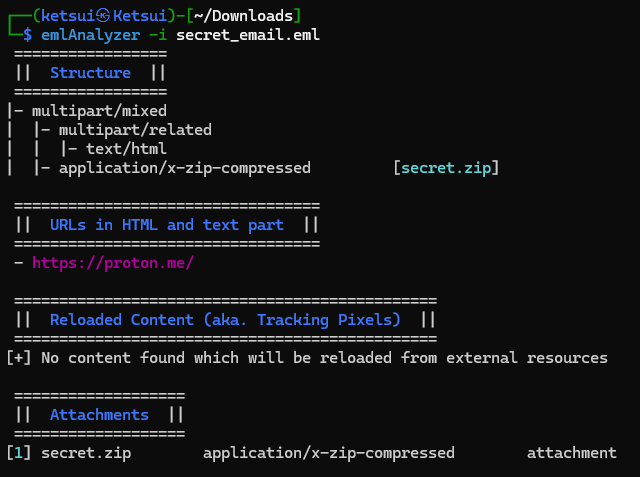 ┌──(ketsui㉿Ketsui)-[~/Downloads]
└─$ emlAnalyzer -i secret_email.eml
=================
|| Structure ||
=================
|- multipart/mixed
| |- multipart/related
| | |- text/html
| |- application/x-zip-compressed [secret.zip]
==================================
|| URLs in HTML and text part ||
==================================
- https://proton.me/
===============================================
|| Reloaded Content (aka. Tracking Pixels) ||
===============================================
[+] No content found which will be reloaded from external resources
===================
|| Attachments ||
===================
[1] secret.zip application/x-zip-compressed attachment